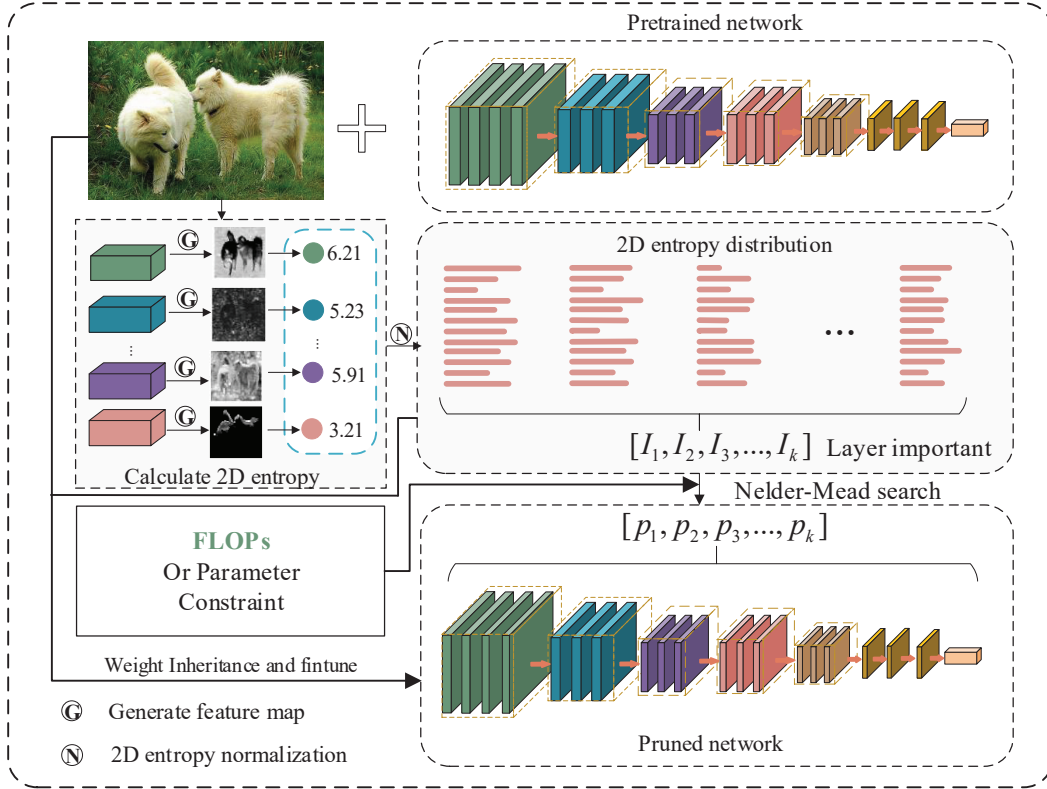 Pretrained network
G
6.21
G
5.23
...
G
5.91
G
3.21
Calculate 2D entropy
N
2D entropy distribution
...
[I1, I2, I3, ..., Ik] Layer important
Nelder-Mead search
FLOPs
Or Parameter
Constraint
[p1, p2, p3, ..., pk]
Weight Inheritance and fintune
Pruned network
G Generate feature map
N 2D entropy normalization